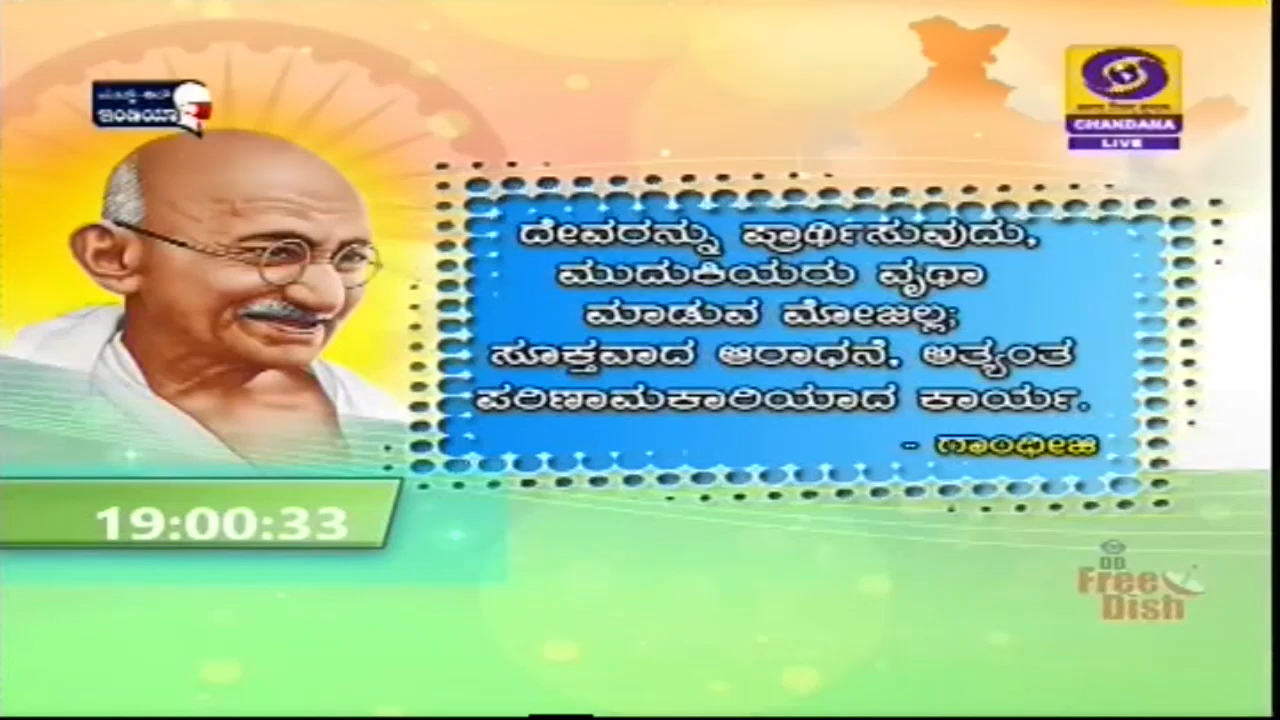 ಇಂಡಿಯಾ
CHANDANA
LIVE
ದೇವರನ್ನು ಪ್ರಾರ್ಥಿಸುವುದು,
ಮುದುಕಿಯರು ವೃಥಾ
ಮಾಡುವ ಮೋಜಲ್ಲ;
ಸೂಕ್ತವಾದ ಆರಾಧನೆ, ಅತ್ಯಂತ
ಪರಿಣಾಮಕಾರಿಯಾದ ಕಾರ್ಯ.
- ಗಾಂಧೀಜಿ
19:00:33
DD
Free
Dish